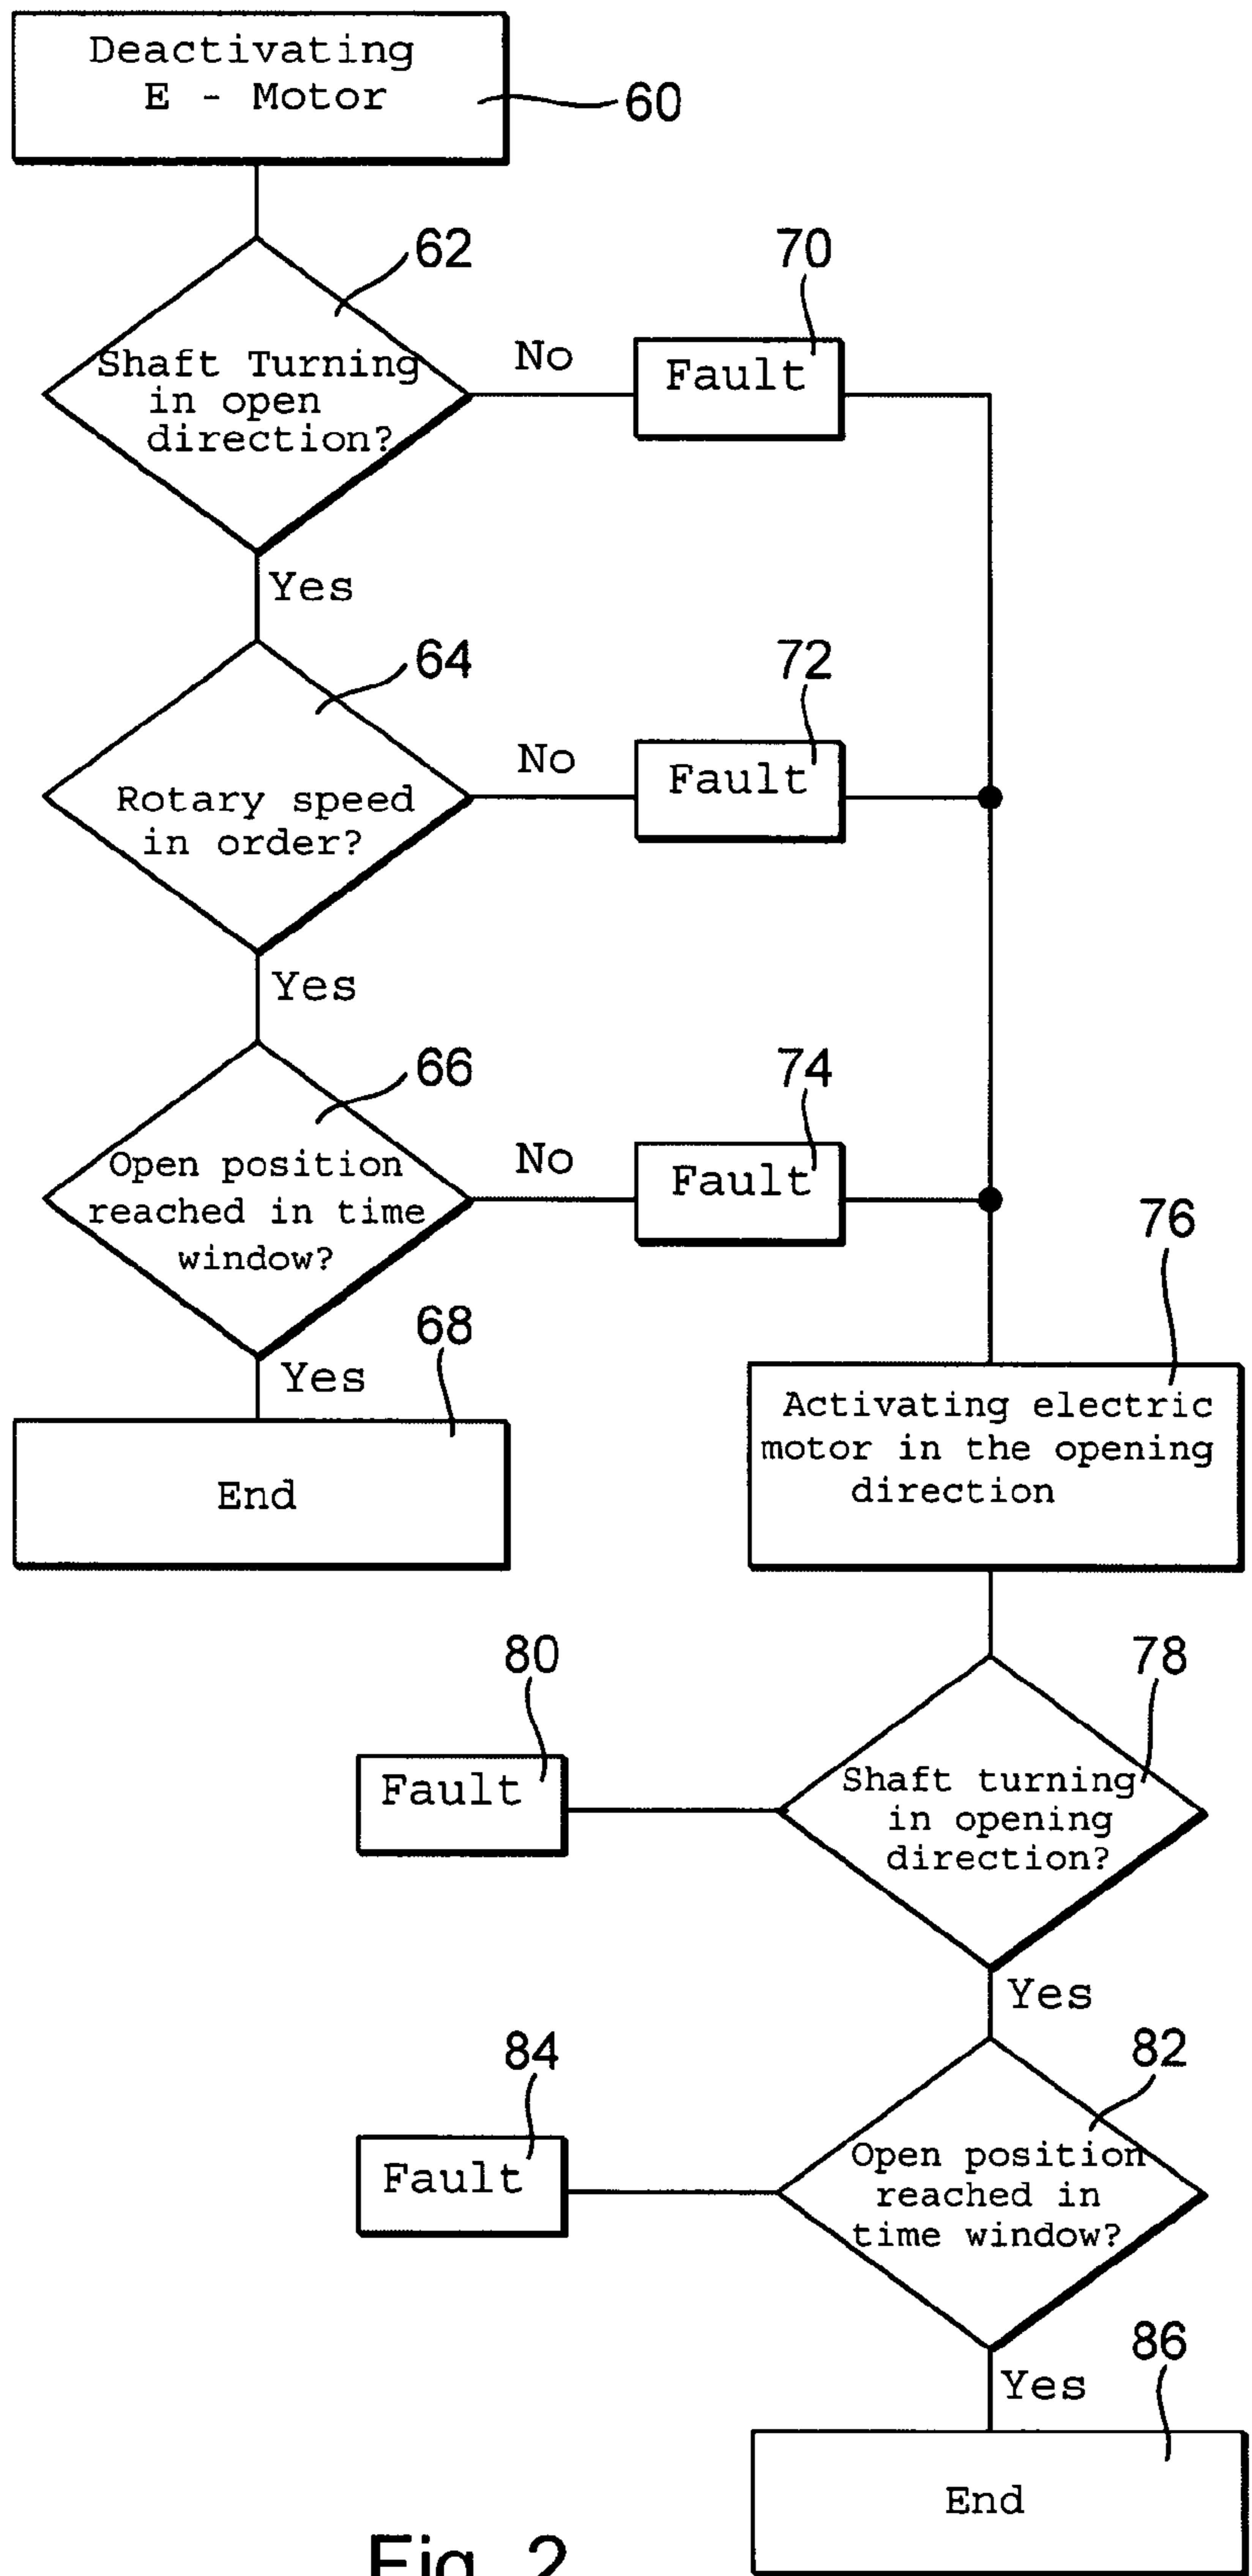 Deactivating
E - Motor
60
62
Shaft Turning
in open
direction?
No
70
Fault
Yes
64
Rotary speed
in order?
No
72
Fault
Yes
66
Open position
reached in time
window?
No
74
Fault
Yes
68
End
76
Activating electric
motor in the opening
direction
78
Shaft turning
in opening
direction?
80
Fault
Yes
82
Open position
reached in
time window?
84
Fault
Yes
86
End
Fig. 2